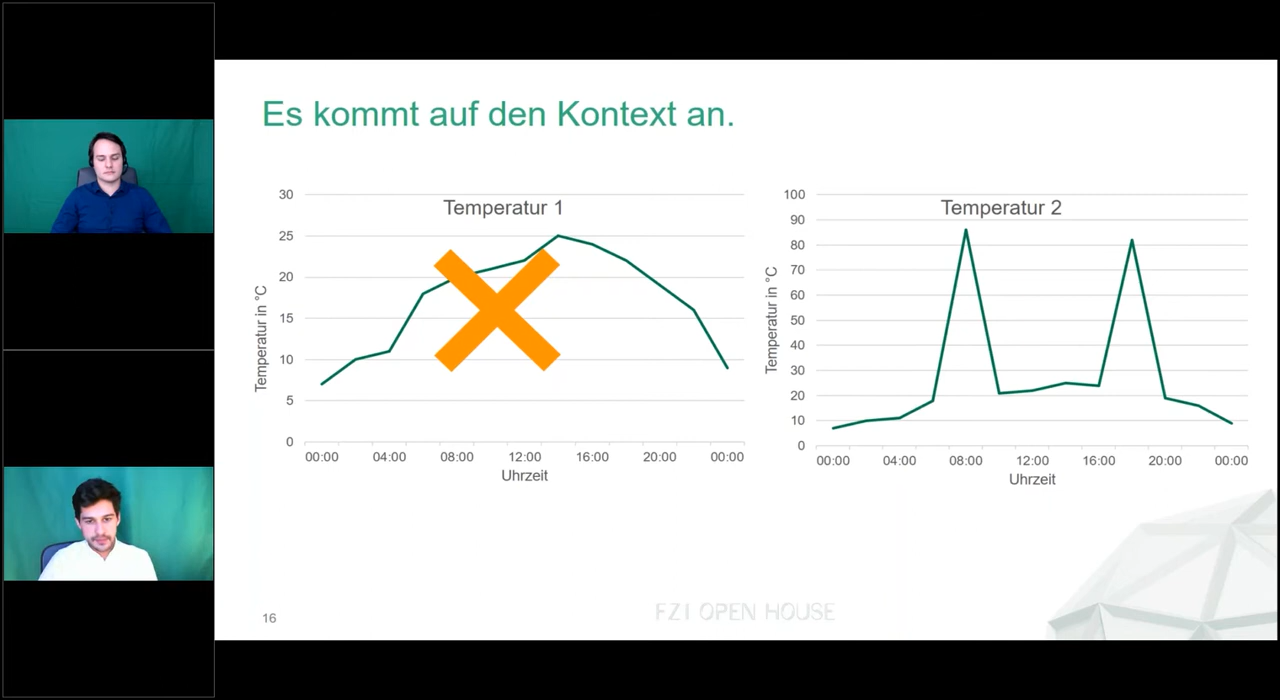 Es kommt auf den Kontext an.
Temperatur 1
30
25
20
15
10
5
0
Temperatur in °C
00:00 04:00 08:00 12:00 16:00 20:00 00:00
Uhrzeit
Temperatur 2
100
90
80
70
60
50
40
30
20
10
0
Temperatur in °C
00:00 04:00 08:00 12:00 16:00 20:00 00:00
Uhrzeit
16
FZI OPEN HOUSE